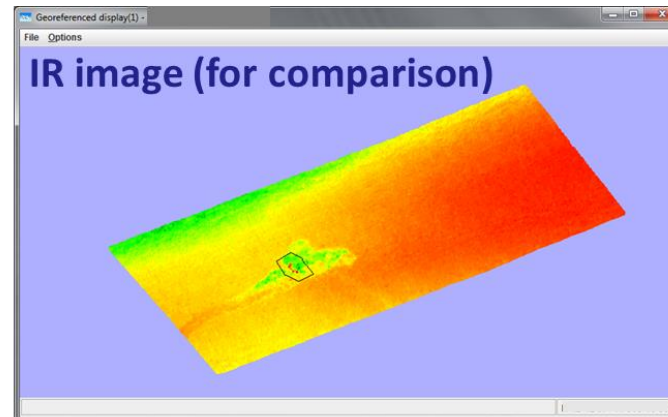 Georeferenced display(1) -
File Options
IR image (for comparison)